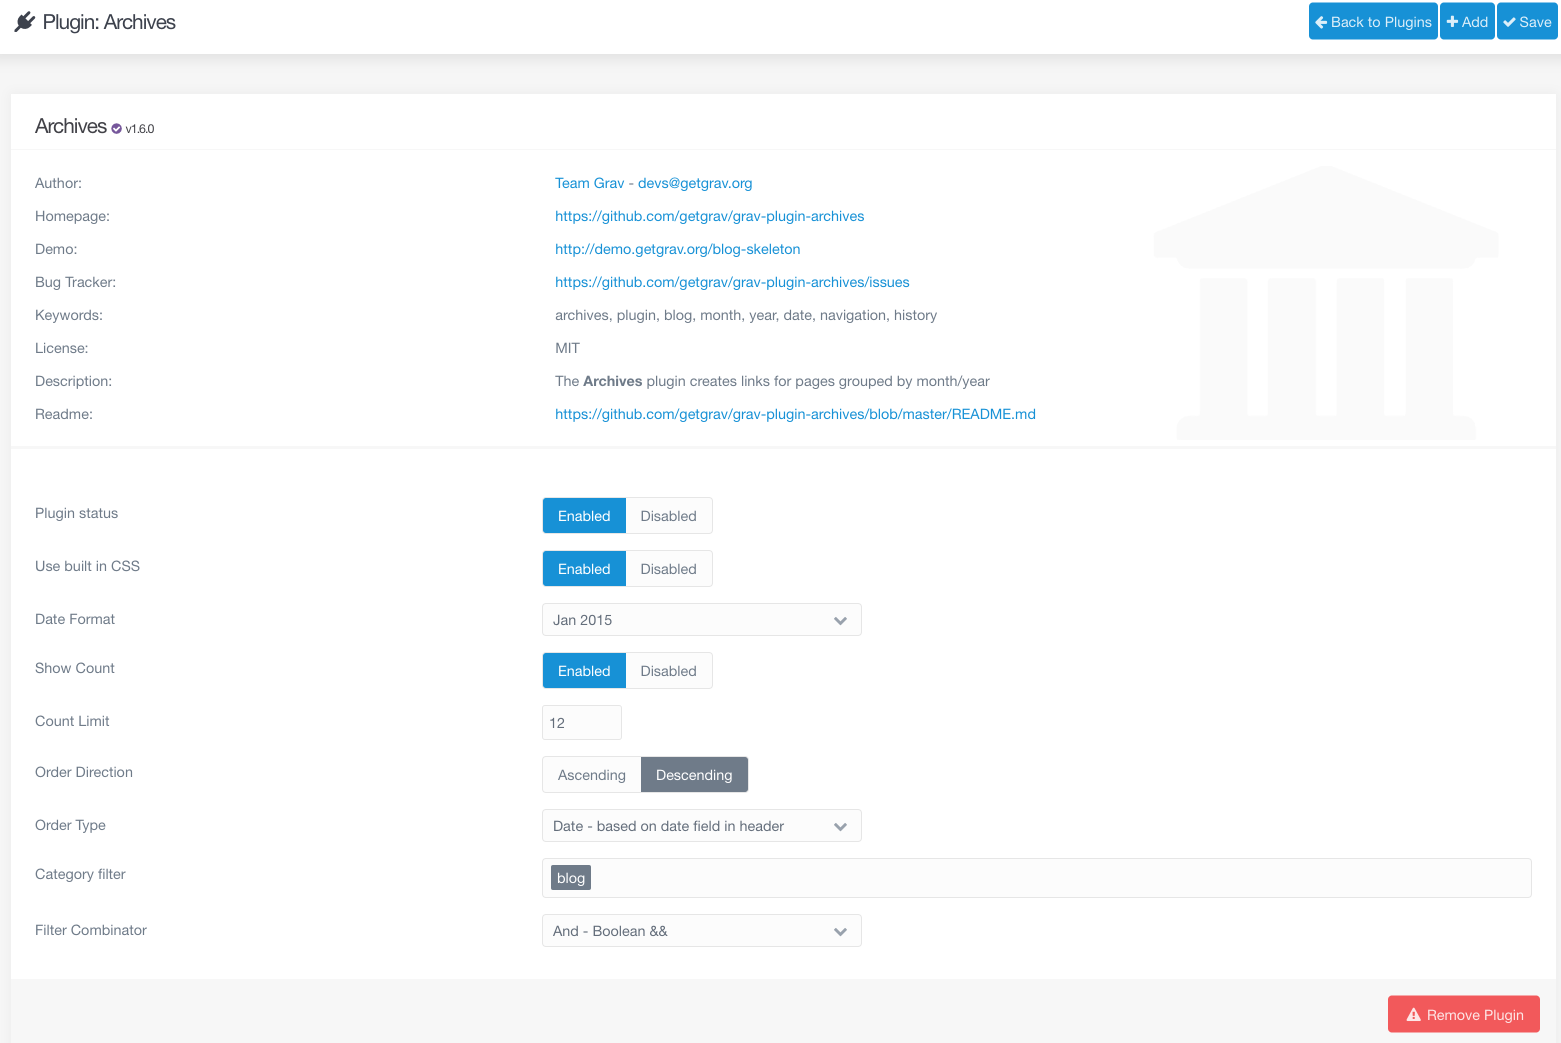 Plugin: Archives
Back to Plugins Add Save
Archives v1.6.0
Author: Team Grav - devs@getgrav.org
Homepage: https://github.com/getgrav/grav-plugin-archives
Demo: http://demo.getgrav.org/blog-skeleton
Bug Tracker: https://github.com/getgrav/grav-plugin-archives/issues
Keywords: archives, plugin, blog, month, year, date, navigation, history
License: MIT
Description: The Archives plugin creates links for pages grouped by month/year
Readme: https://github.com/getgrav/grav-plugin-archives/blob/master/README.md
Plugin status Enabled Disabled
Use built in CSS Enabled Disabled
Date Format Jan 2015
Show Count Enabled Disabled
Count Limit 12
Order Direction Ascending Descending
Order Type Date - based on date field in header
Category filter blog
Filter Combinator And - Boolean &&
Remove Plugin